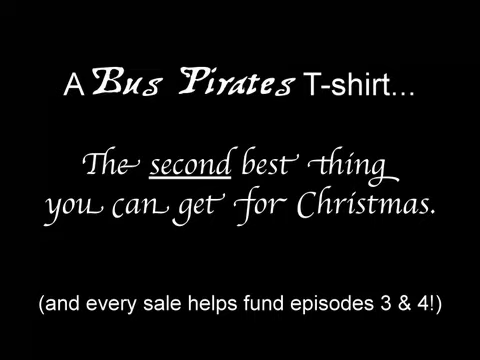 A Bus Pirates T-shirt...
The second best thing
you can get for Christmas.
(and every sale helps fund episodes 3 & 4!)